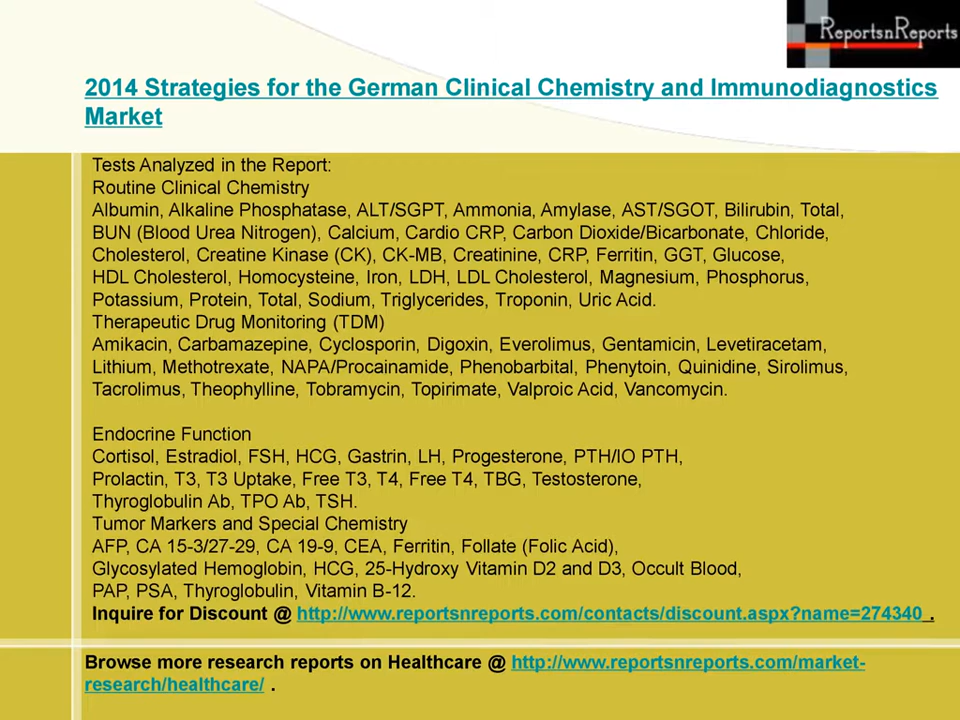 ReportsnReports
2014 Strategies for the German Clinical Chemistry and Immunodiagnostics
Market
Tests Analyzed in the Report:
Routine Clinical Chemistry
Albumin, Alkaline Phosphatase, ALT/SGPT, Ammonia, Amylase, AST/SGOT, Bilirubin, Total,
BUN (Blood Urea Nitrogen), Calcium, Cardio CRP, Carbon Dioxide/Bicarbonate, Chloride,
Cholesterol, Creatine Kinase (CK), CK-MB, Creatinine, CRP, Ferritin, GGT, Glucose,
HDL Cholesterol, Homocysteine, Iron, LDH, LDL Cholesterol, Magnesium, Phosphorus,
Potassium, Protein, Total, Sodium, Triglycerides, Troponin, Uric Acid.
Therapeutic Drug Monitoring (TDM)
Amikacin, Carbamazepine, Cyclosporin, Digoxin, Everolimus, Gentamicin, Levetiracetam,
Lithium, Methotrexate, NAPA/Procainamide, Phenobarbital, Phenytoin, Quinidine, Sirolimus,
Tacrolimus, Theophylline, Tobramycin, Topirimate, Valproic Acid, Vancomycin.
Endocrine Function
Cortisol, Estradiol, FSH, HCG, Gastrin, LH, Progesterone, PTH/IO PTH,
Prolactin, T3, T3 Uptake, Free T3, T4, Free T4, TBG, Testosterone,
Thyroglobulin Ab, TPO Ab, TSH.
Tumor Markers and Special Chemistry
AFP, CA 15-3/27-29, CA 19-9, CEA, Ferritin, Follate (Folic Acid),
Glycosylated Hemoglobin, HCG, 25-Hydroxy Vitamin D2 and D3, Occult Blood,
PAP, PSA, Thyroglobulin, Vitamin B-12.
Inquire for Discount @ http://www.reportsnreports.com/contacts/discount.aspx?name=274340 .
Browse more research reports on Healthcare @ http://www.reportsnreports.com/market-
research/healthcare/ .